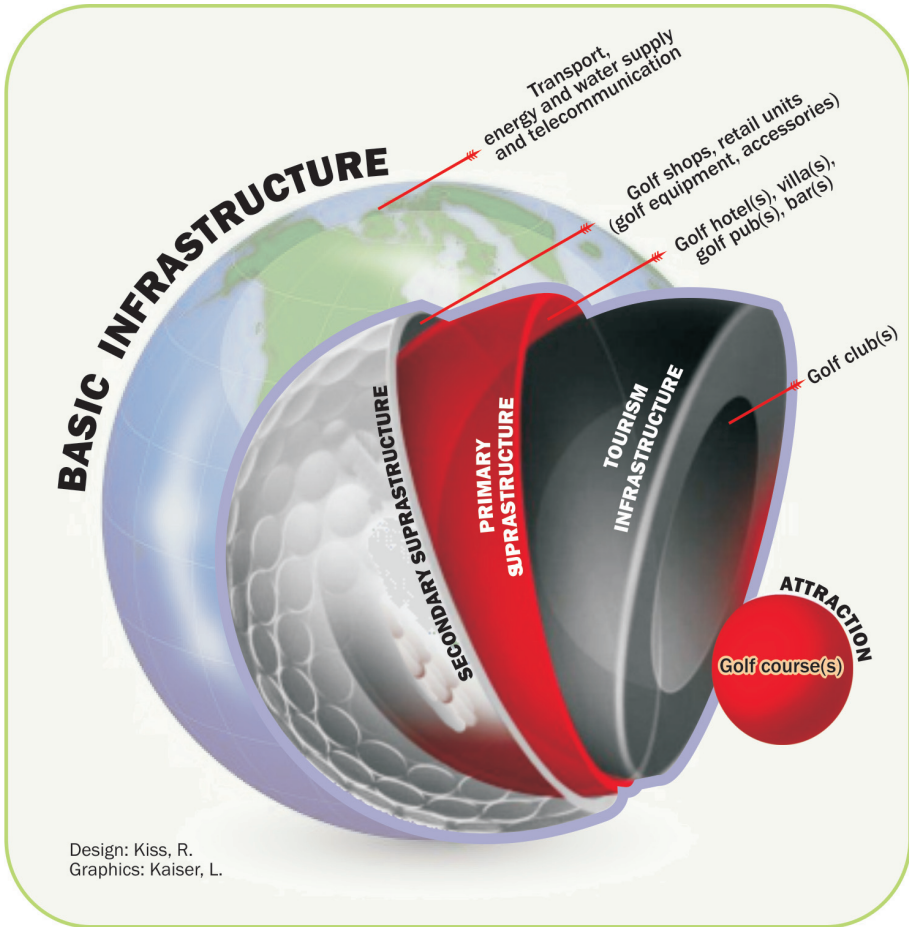 Transport,
energy and water supply
and telecommunication
Golf shops, retail units
(golf equipment, accessories)
Golf hotel(s), villa(s),
golf pub(s), bar(s)
Golf club(s)
BASIC INFRASTRUCTURE
SECONDARY SUPRASTRUCTURE
PRIMARY
SUPRASTRUCTURE
TOURISM
INFRASTRUCTURE
ATTRACTION
Golf course(s)
Design: Kiss, R.
Graphics: Kaiser, L.